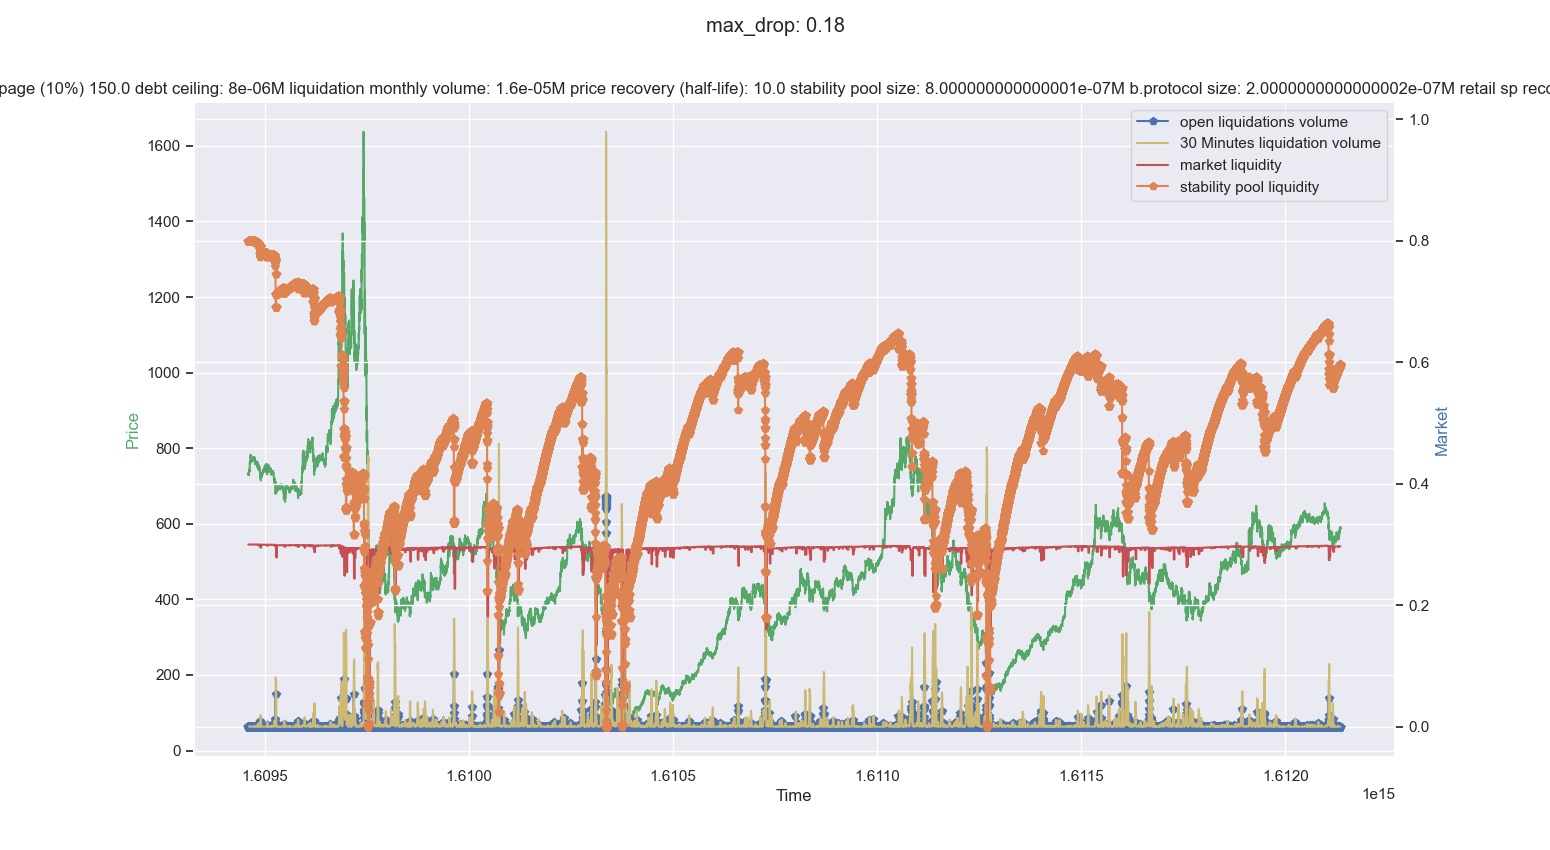 max_drop: 0.18
page (10%) 150.0 debt ceiling: 8e-06M liquidation monthly volume: 1.6e-05M price recovery (half-life): 10.0 stability pool size: 8.000000000000001e-07M b.protocol size: 2.0000000000000002e-07M retail sp reco
open liquidations volume
30 Minutes liquidation volume
market liquidity
stability pool liquidity
1600
1400
1200
1000
800
600
400
200
0
Price
1.0
0.8
0.6
0.4
0.2
0.0
Market
1.6095 1.6100 1.6105 1.6110 1.6115 1.6120
1e15
Time